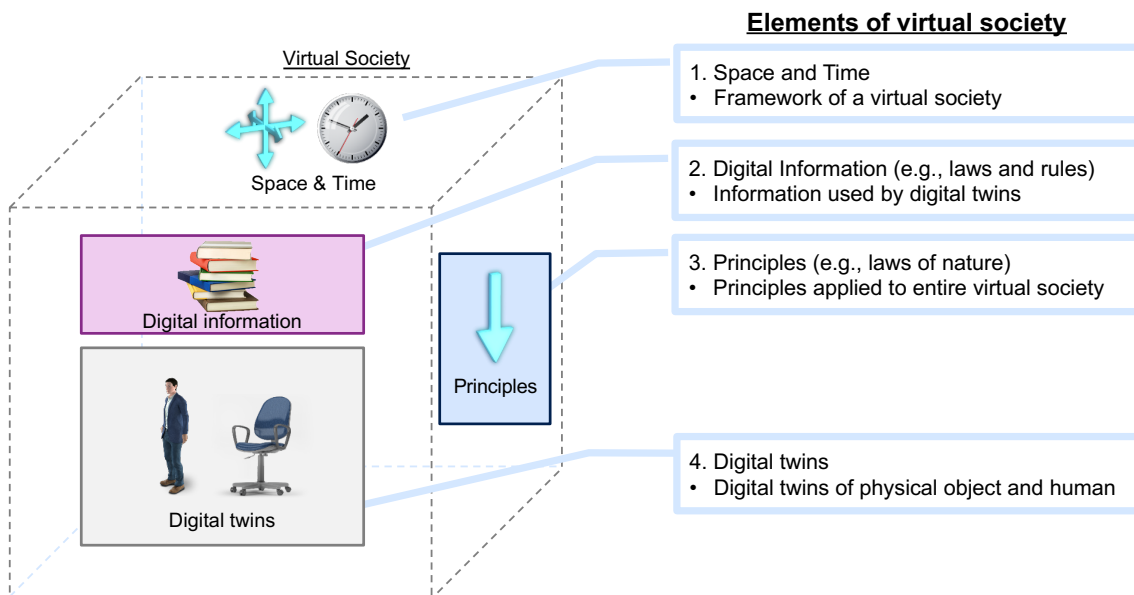 Elements of virtual society
Virtual Society
1. Space and Time
• Framework of a virtual society
Space & Time
2. Digital Information (e.g., laws and rules)
• Information used by digital twins
3. Principles (e.g., laws of nature)
• Principles applied to entire virtual society
Digital information
Principles
4. Digital twins
• Digital twins of physical object and human
Digital twins